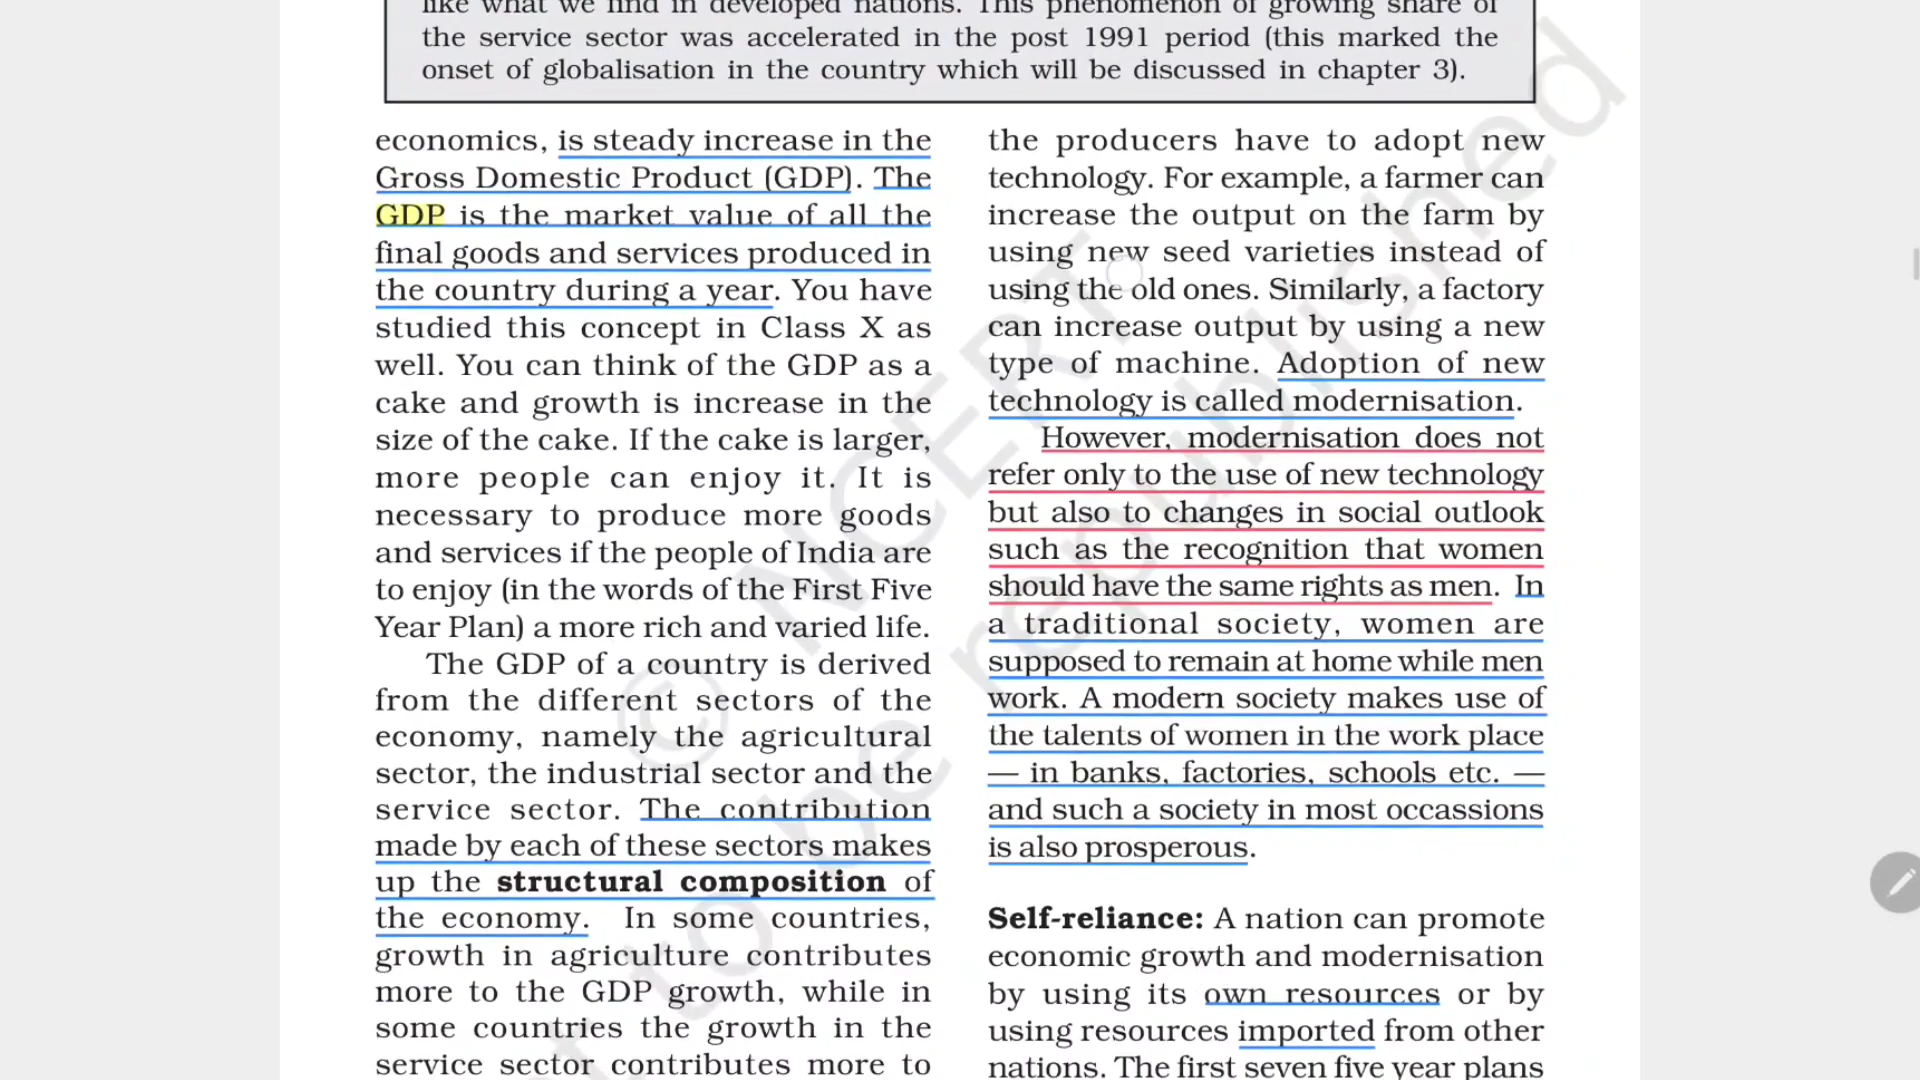 like what we find in developed nations. This phenomenon of growing share of
the service sector was accelerated in the post 1991 period (this marked the
onset of globalisation in the country which will be discussed in chapter 3).
economics, is steady increase in the
Gross Domestic Product (GDP). The
GDP is the market value of all the
final goods and services produced in
the country during a year. You have
studied this concept in Class X as
well. You can think of the GDP as a
cake and growth is increase in the
size of the cake. If the cake is larger,
more people can enjoy it. It is
necessary to produce more goods
and services if the people of India are
to enjoy (in the words of the First Five
Year Plan) a more rich and varied life.
The GDP of a country is derived
from the different sectors of the
economy, namely the agricultural
sector, the industrial sector and the
service sector. The contribution
made by each of these sectors makes
up the structural composition of
the economy. In some countries,
growth in agriculture contributes
more to the GDP growth, while in
some countries the growth in the
service sector contributes more to
the producers have to adopt new
technology. For example, a farmer can
increase the output on the farm by
using new seed varieties instead of
using the old ones. Similarly, a factory
can increase output by using a new
type of machine. Adoption of new
technology is called modernisation.
However, modernisation does not
refer only to the use of new technology
but also to changes in social outlook
such as the recognition that women
should have the same rights as men. In
a traditional society, women are
supposed to remain at home while men
work. A modern society makes use of
the talents of women in the work place
— in banks, factories, schools etc. —
and such a society in most occassions
is also prosperous.
Self-reliance: A nation can promote
economic growth and modernisation
by using its own resources or by
using resources imported from other
nations. The first seven five year plans
© NCERT
to be republished